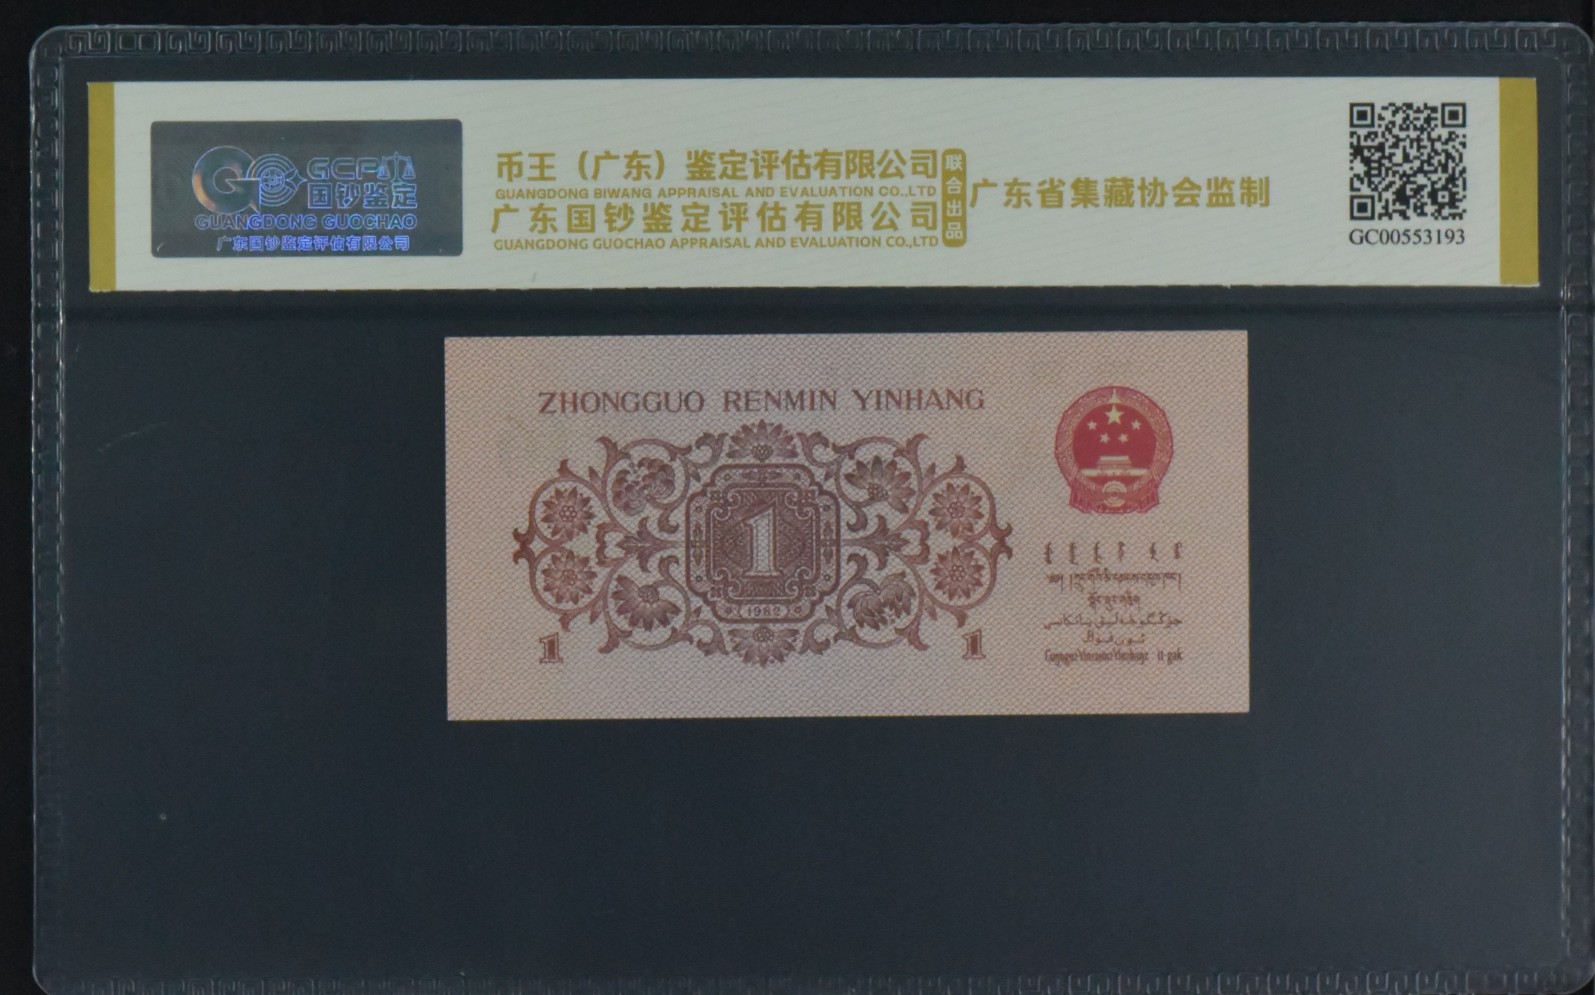 GCPA
国钞鉴定
GUANGDONG GUOCHAO
广东国钞鉴定评估有限公司
币王（广东）鉴定评估有限公司
GUANGDONG BIWANG APPRAISAL AND EVALUATION CO.,LTD
广东国钞鉴定评估有限公司
GUANGDONG GUOCHAO APPRAISAL AND EVALUATION CO.,LTD
联合出品
广东省集藏协会监制
GC00553193
ZHONGGUO RENMIN YINHANG
1
1962
1
1